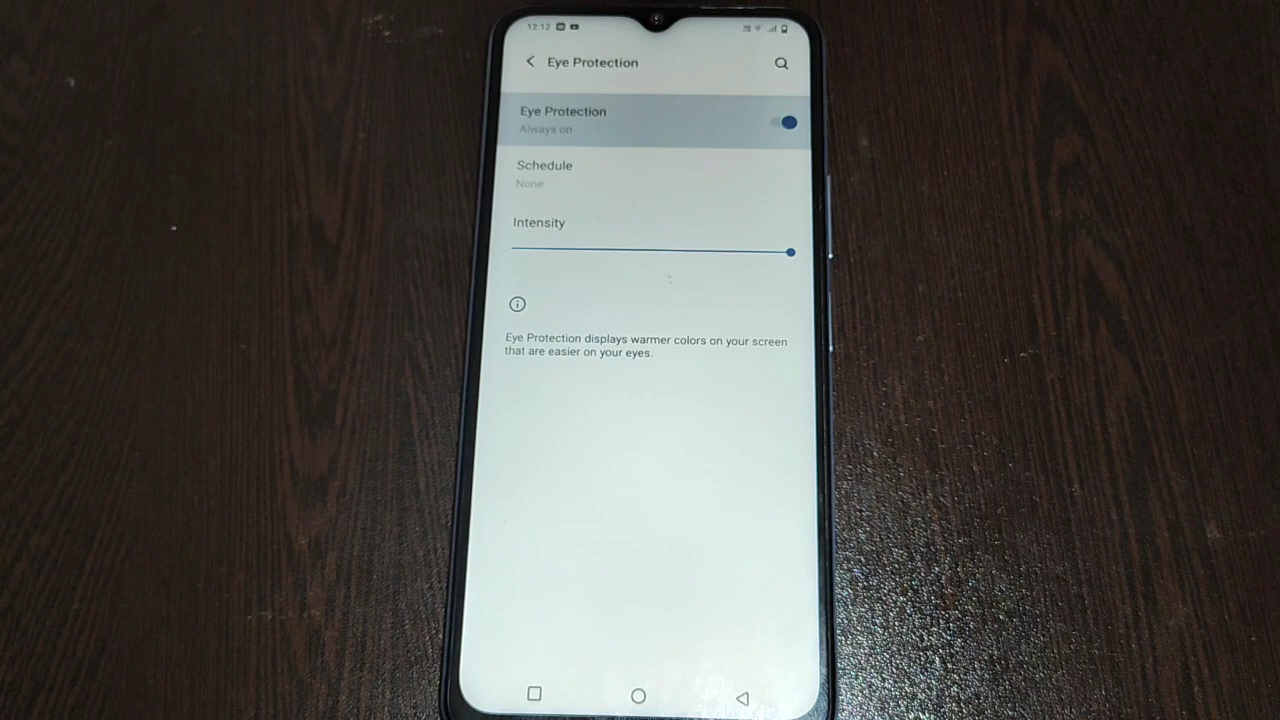 12:12
Eye Protection
Eye Protection
Always on
Schedule
None
Intensity
Eye Protection displays warmer colors on your screen
that are easier on your eyes.